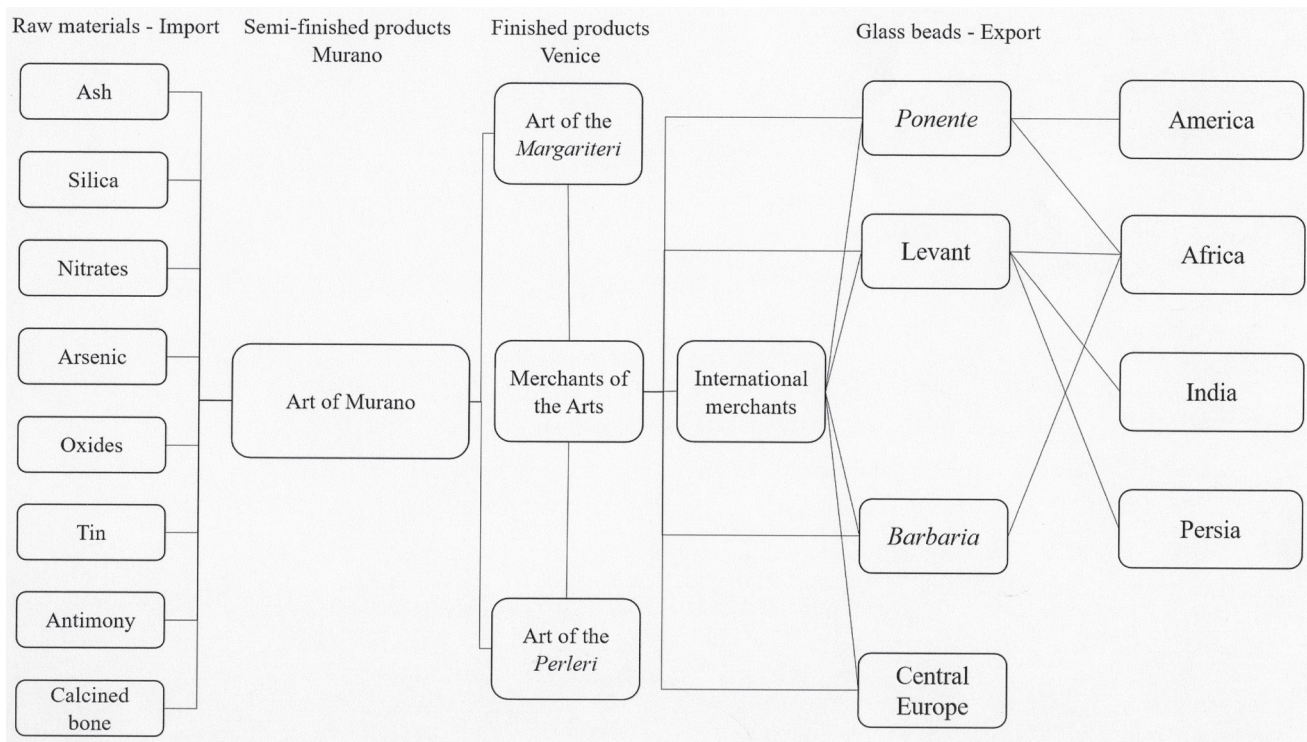 Raw materials - Import
Semi-finished products
Murano
Finished products
Venice
Glass beads - Export
Ash
Silica
Nitrates
Arsenic
Oxides
Tin
Antimony
Calcined
bone
Art of Murano
Art of the
Margariteri
Merchants of
the Arts
Art of the
Perleri
International
merchants
Ponente
Levant
Barbaria
Central
Europe
America
Africa
India
Persia